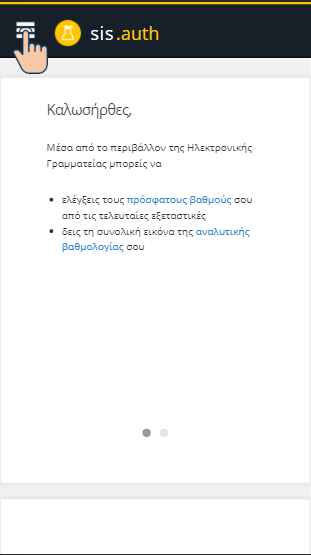 sis.auth
Καλωσήρθες,
Μέσα από το περιβάλλον της Ηλεκτρονικής
Γραμματείας μπορείς να
ελέγξεις τους πρόσφατους βαθμούς σου
από τις τελευταίες εξεταστικές
δεις τη συνολική εικόνα της αναλυτικής
βαθμολογίας σου